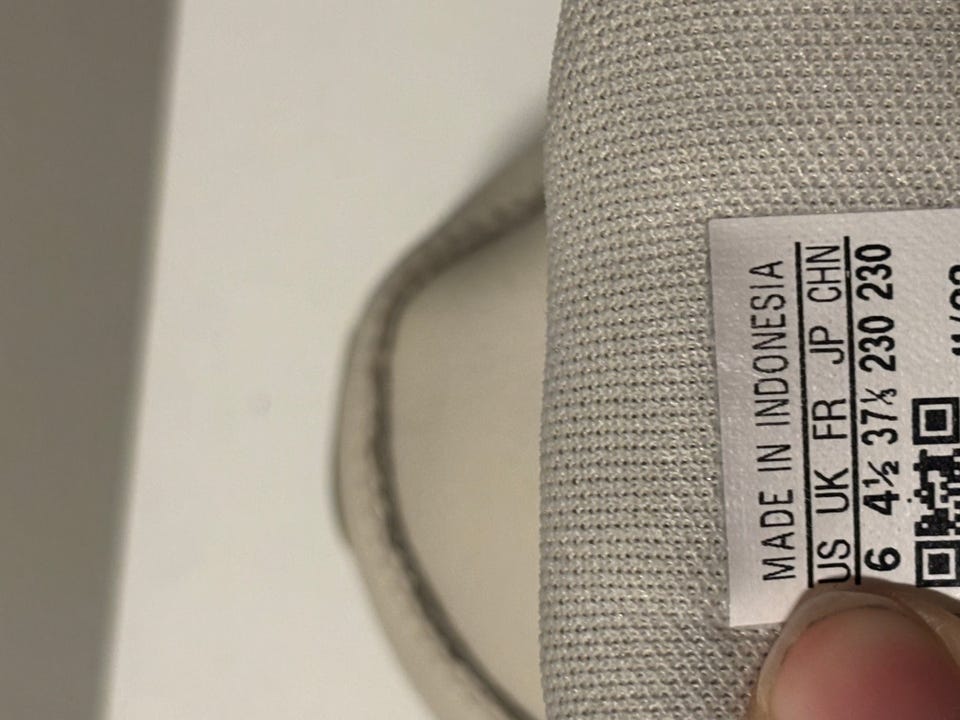 MADE IN INDONESIA
US UK FR JP CHN
6 4½ 37⅓ 230 230